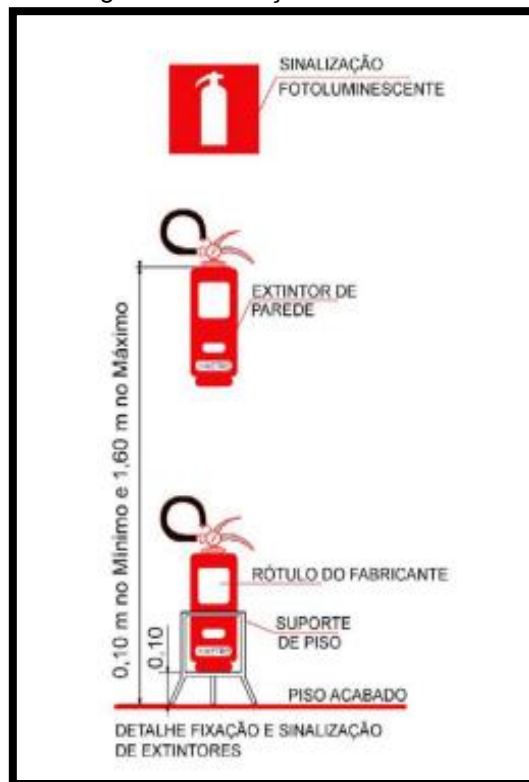 SINALIZAÇÃO
FOTOLUMINESCENTE
EXTINTOR DE
PAREDE
0,10 m no Mínimo e 1,60 m no Máximo
RÓTULO DO FABRICANTE
SUPORTE
DE PISO
0,10
PISO ACABADO
DETALHE FIXAÇÃO E SINALIZAÇÃO
DE EXTINTORES